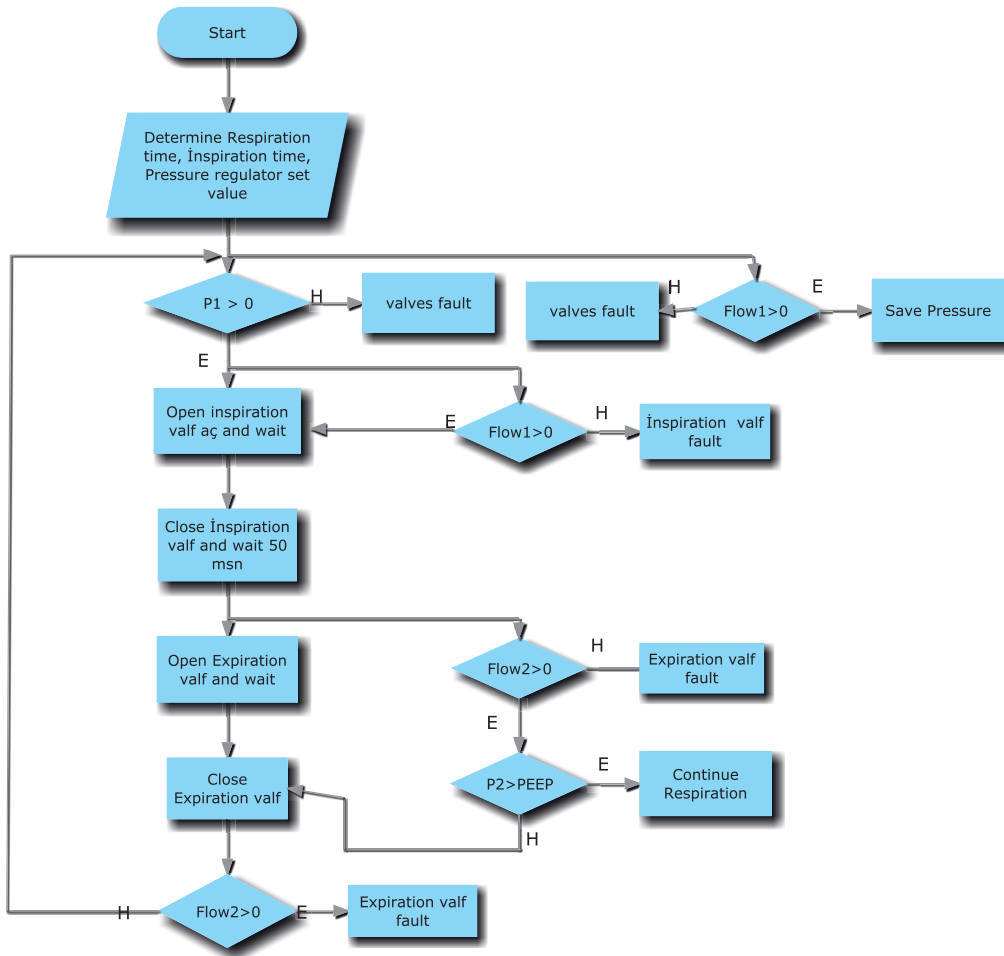 Start
Determine Respiration
time, İnspiration time,
Pressure regulator set
value
P1 > 0
H
valves fault
valves fault
H
Flow1>0
E
Save Pressure
E
Open inspiration
valf aç and wait
E
Flow1>0
H
İnspiration valf
fault
Close İnspiration
valf and wait 50
msn
Open Expiration
valf and wait
Flow2>0
H
Expiration valf
fault
E
Close
Expiration valf
P2>PEEP
E
Continue
Respiration
H
H
Flow2>0
E
Expiration valf
fault